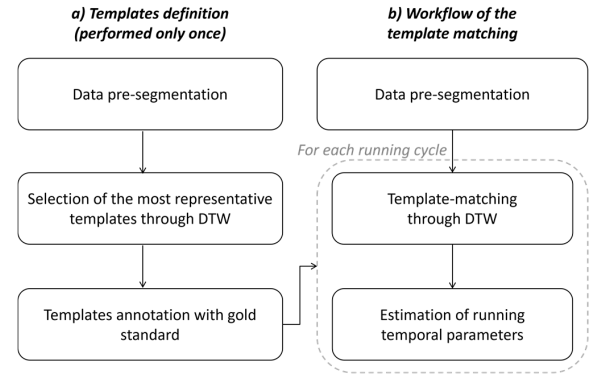 a) Templates definition
(performed only once)
Data pre-segmentation
Selection of the most representative
templates through DTW
Templates annotation with gold
standard
b) Workflow of the
template matching
Data pre-segmentation
For each running cycle
Template-matching
through DTW
Estimation of running
temporal parameters